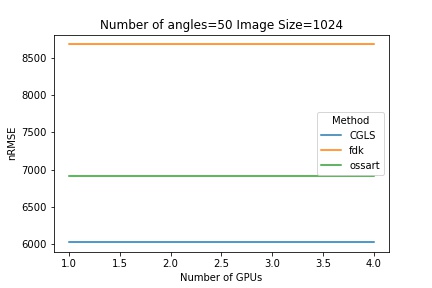 Number of angles=50 Image Size=1024
nRMSE
8500
8000
7500
7000
6500
6000
Method
CGLS
fdk
ossart
1.0 1.5 2.0 2.5 3.0 3.5 4.0
Number of GPUs